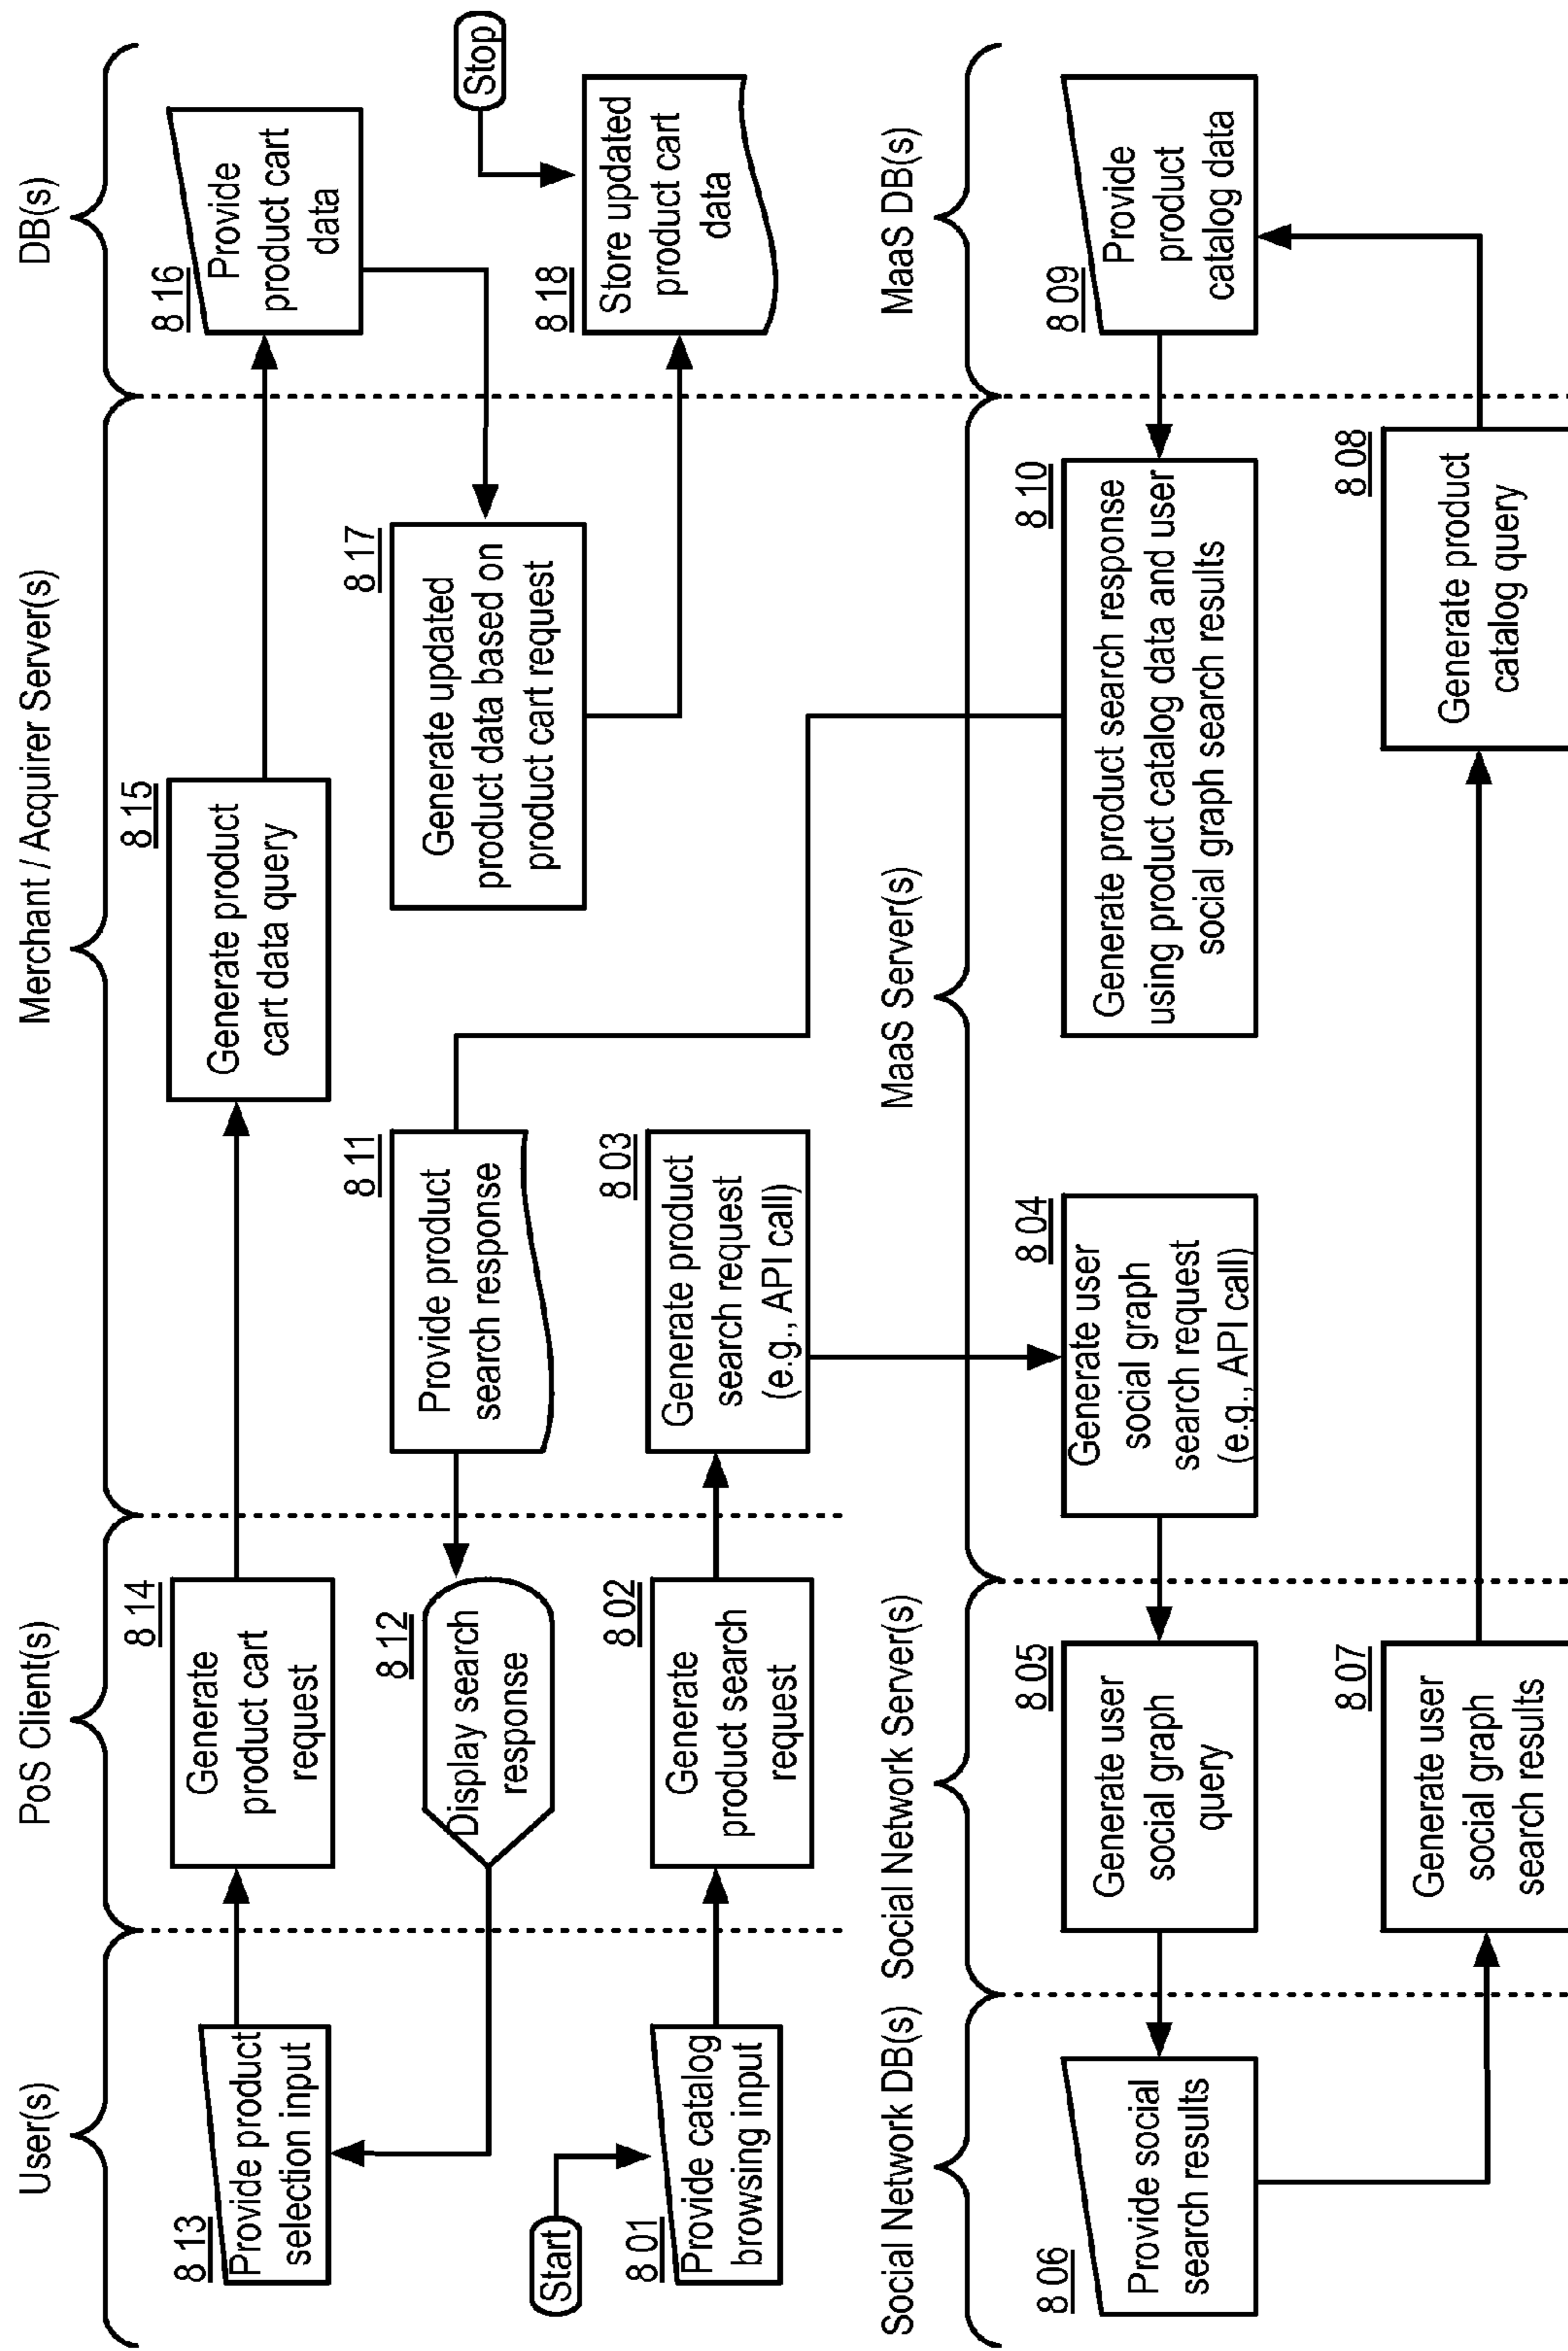 User(s)
PoS Client(s)
Merchant / Acquirer Server(s)
DB(s)
8 13
Provide product
selection input
8 14
Generate
product cart
request
8 15
Generate product
cart data query
8 16
Provide
product cart
data
8 12
Display search
response
8 11
Provide product
search response
8 17
Generate updated
product data based on
product cart request
Stop
Start
8 18
Store updated
product cart
data
8 01
Provide catalog
browsing input
8 02
Generate
product search
request
8 03
Generate product
search request
(e.g., API call)
Social Network DB(s)
Social Network Server(s)
MaaS Server(s)
MaaS DB(s)
8 06
Provide social
search results
8 05
Generate user
social graph
query
8 04
Generate user
social graph
search request
(e.g., API call)
8 10
Generate product search response
using product catalog data and user
social graph search results
8 09
Provide
product
catalog data
8 07
Generate user
social graph
search results
8 08
Generate product
catalog query